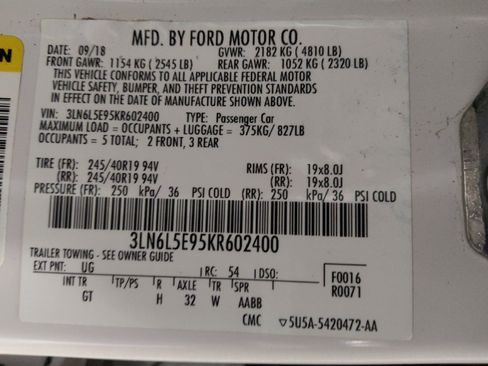 MFD. BY FORD MOTOR CO.
DATE: 09/18 GVWR: 2182 KG ( 4810 LB)
FRONT GAWR: 1154 KG ( 2545 LB) REAR GAWR: 1052 KG ( 2320 LB)
THIS VEHICLE CONFORMS TO ALL APPLICABLE FEDERAL MOTOR
VEHICLE SAFETY, BUMPER, AND THEFT PREVENTION STANDARDS
IN EFFECT ON THE DATE OF MANUFACTURE SHOWN ABOVE.
VIN: 3LN6L5E95KR602400 TYPE: Passenger Car
MAXIMUM LOAD = OCCUPANTS + LUGGAGE = 375KG/ 827LB
OCCUPANTS = 5 TOTAL; 2 FRONT, 3 REAR
TIRE (FR): 245/40R19 94V RIMS (FR): 19x8.0J
(RR): 245/40R19 94V (RR): 19x8.0J
PRESSURE (FR): 250 kPa/ 36 PSI COLD (RR): 250 kPa/ 36 PSI COLD
3LN6L5E95KR602400
TRAILER TOWING - SEE OWNER GUIDE
EXT PNT: UG RC: 54 DSO: F0016
R0071
INT TR TP/PS R AXLE TR SPR
GT H 32 W AABB
CMC ▽5U5A-5420472-AA